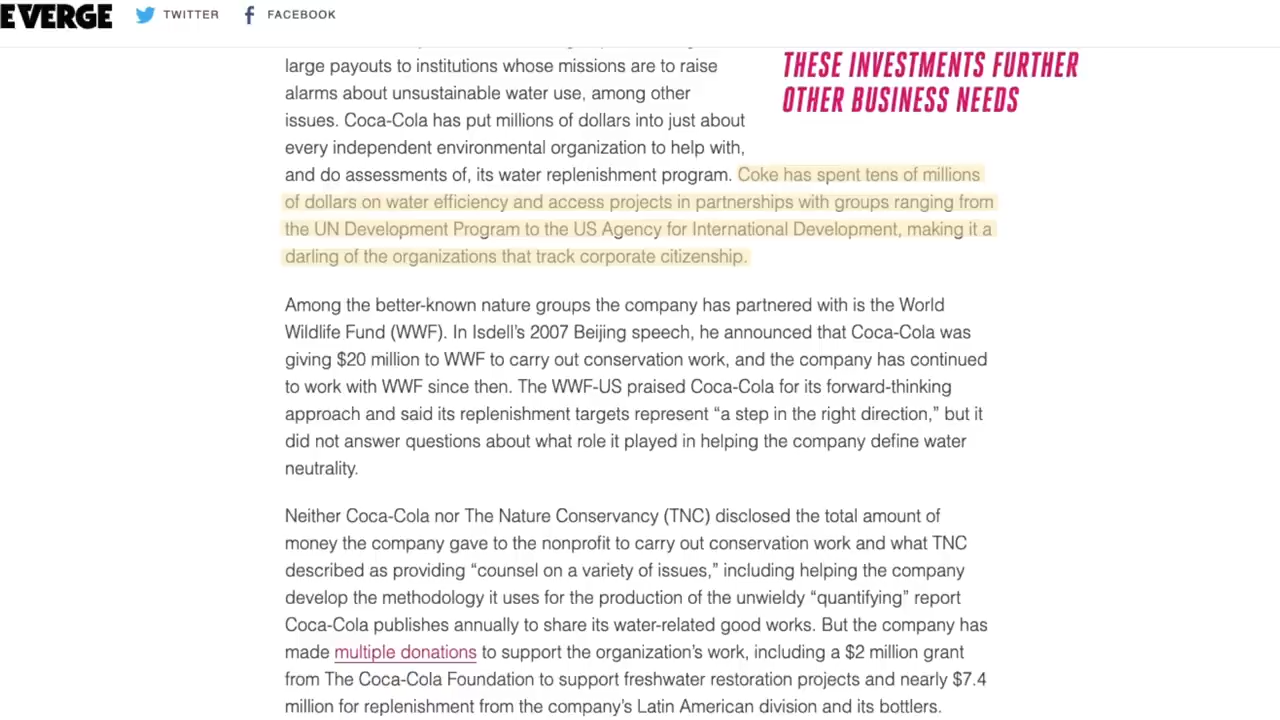 E VERGE TWITTER FACEBOOK
THESE INVESTMENTS FURTHER
OTHER BUSINESS NEEDS
large payouts to institutions whose missions are to raise
alarms about unsustainable water use, among other
issues. Coca-Cola has put millions of dollars into just about
every independent environmental organization to help with,
and do assessments of, its water replenishment program. Coke has spent tens of millions
of dollars on water efficiency and access projects in partnerships with groups ranging from
the UN Development Program to the US Agency for International Development, making it a
darling of the organizations that track corporate citizenship.
Among the better-known nature groups the company has partnered with is the World
Wildlife Fund (WWF). In Isdell’s 2007 Beijing speech, he announced that Coca-Cola was
giving $20 million to WWF to carry out conservation work, and the company has continued
to work with WWF since then. The WWF-US praised Coca-Cola for its forward-thinking
approach and said its replenishment targets represent “a step in the right direction,” but it
did not answer questions about what role it played in helping the company define water
neutrality.
Neither Coca-Cola nor The Nature Conservancy (TNC) disclosed the total amount of
money the company gave to the nonprofit to carry out conservation work and what TNC
described as providing “counsel on a variety of issues,” including helping the company
develop the methodology it uses for the production of the unwieldy “quantifying” report
Coca-Cola publishes annually to share its water-related good works. But the company has
made multiple donations to support the organization’s work, including a $2 million grant
from The Coca-Cola Foundation to support freshwater restoration projects and nearly $7.4
million for replenishment from the company’s Latin American division and its bottlers.